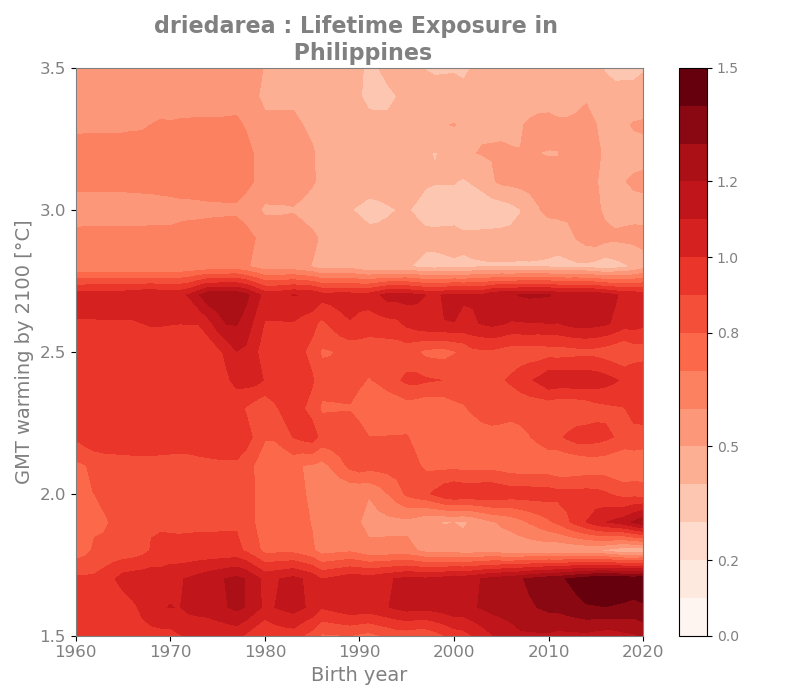 driedarea : Lifetime Exposure in
Philippines
3.5
3.0
2.5
2.0
1.5
GMT warming by 2100 [°C]
1960 1970 1980 1990 2000 2010 2020
Birth year
1.5
1.2
1.0
0.8
0.5
0.2
0.0